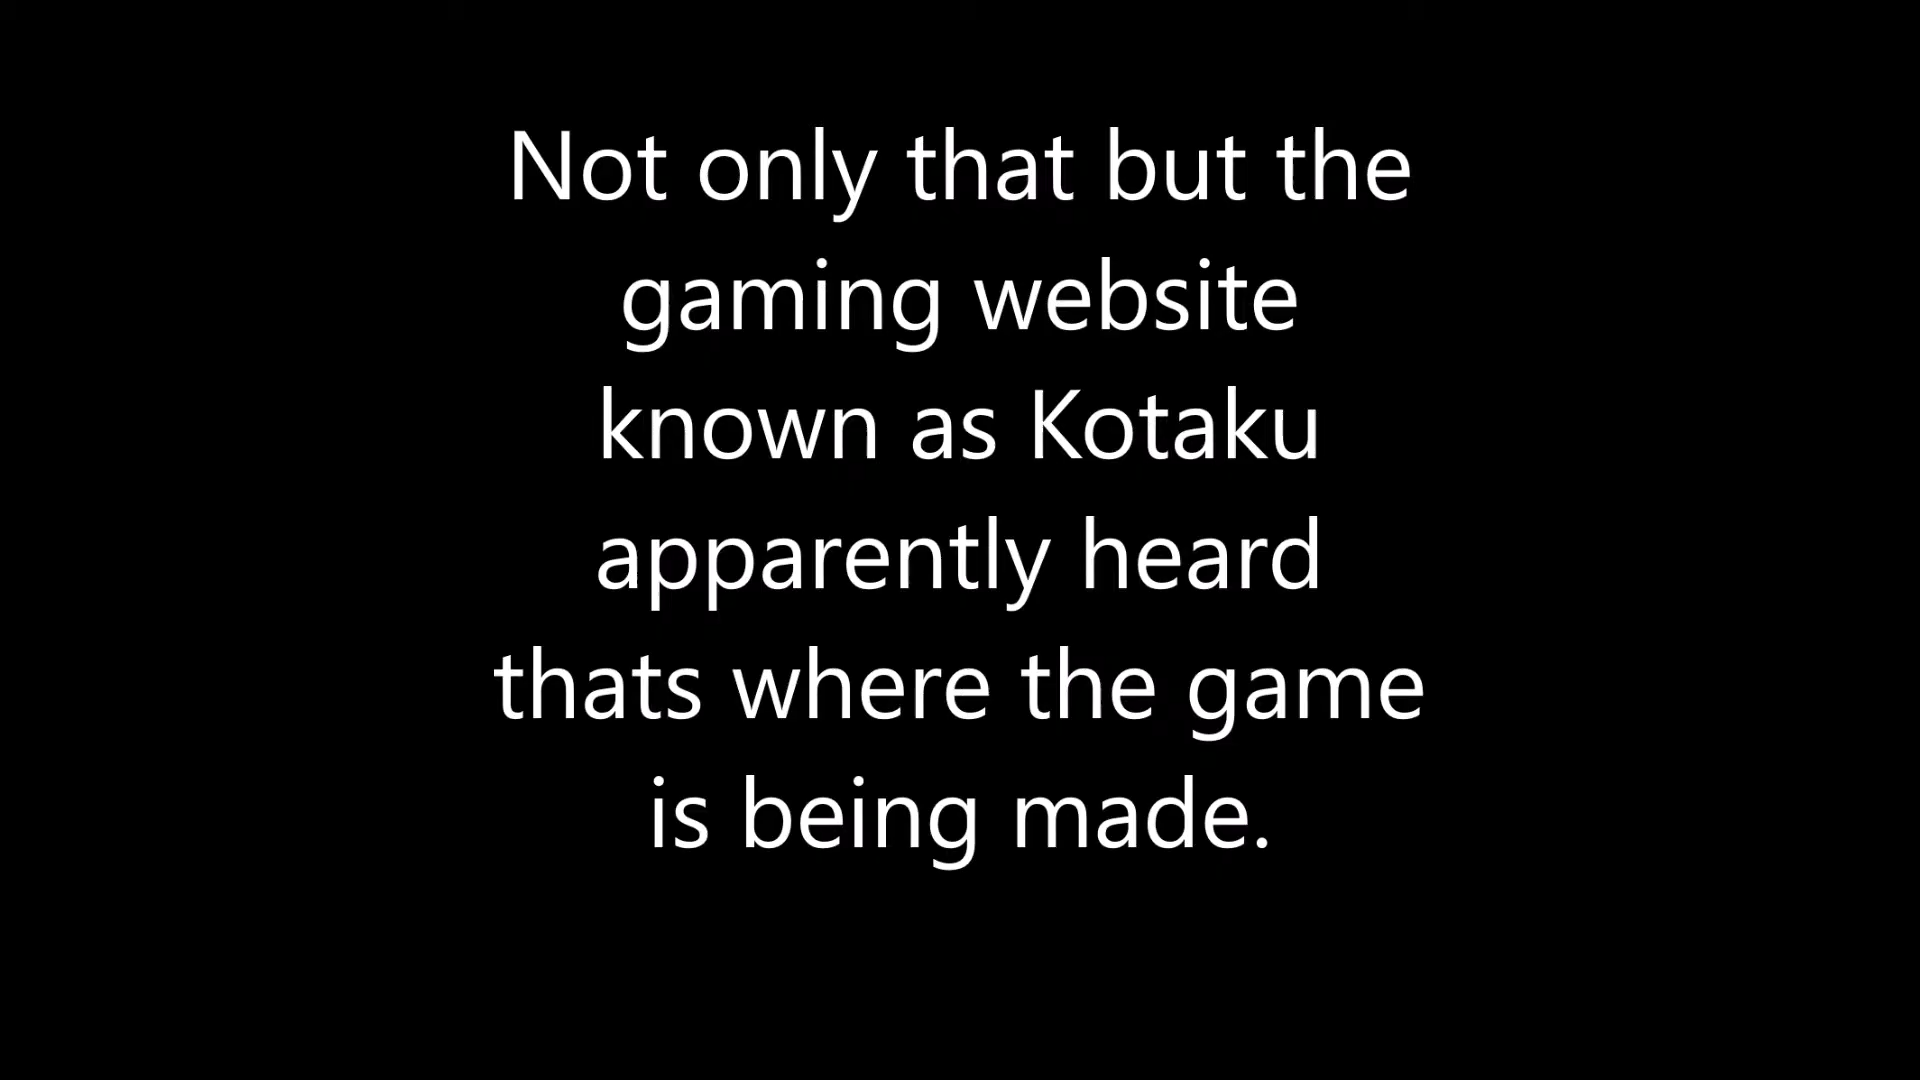 Not only that but the
gaming website
known as Kotaku
apparently heard
thats where the game
is being made.